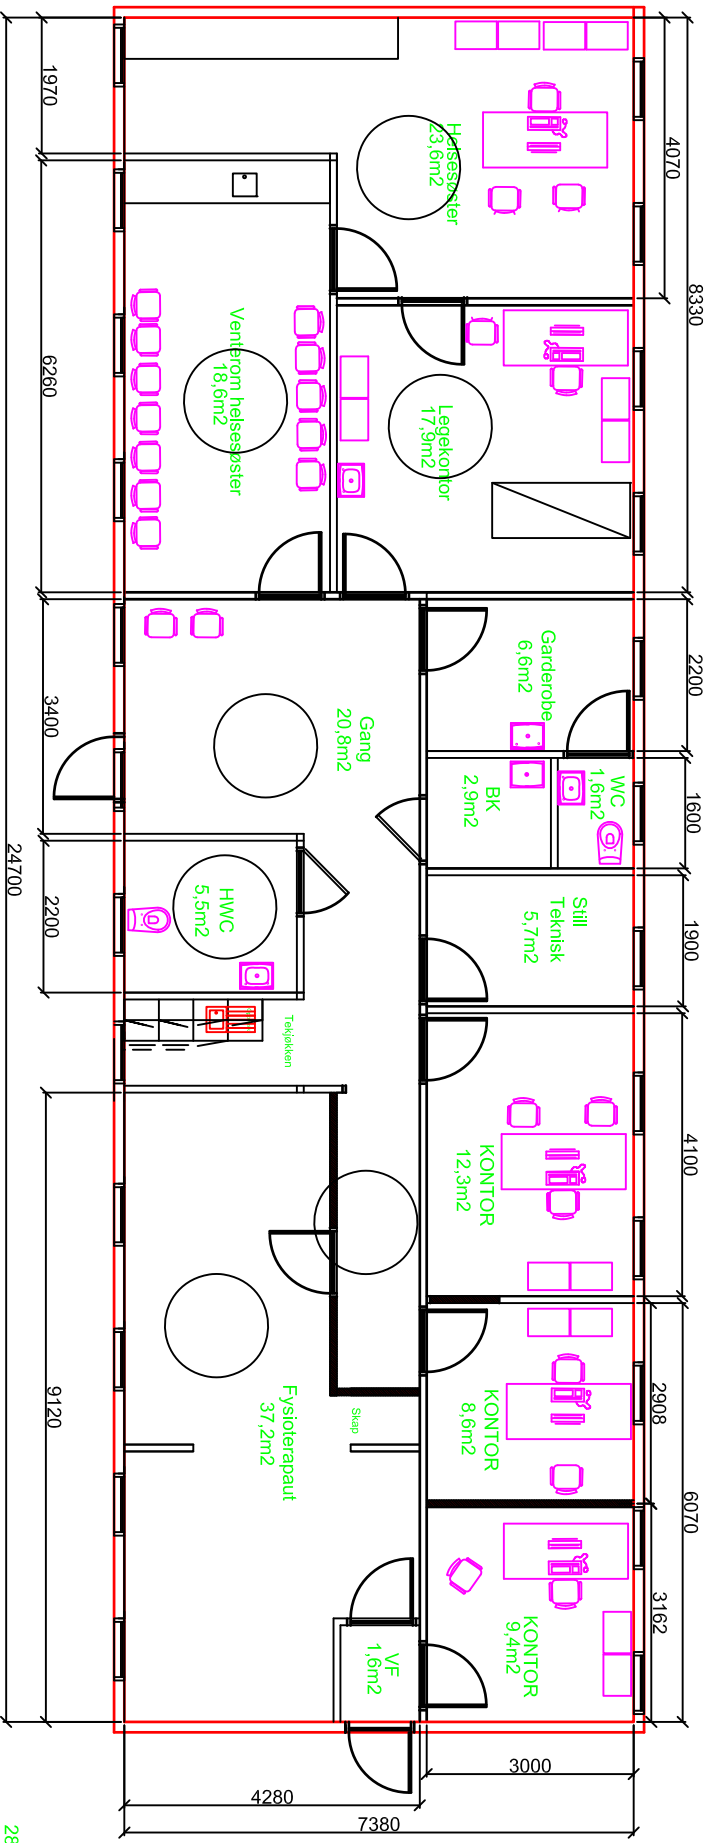 1970
6260
3400
2200
9120
24700
4070
8330
2200
1600
1900
4100
2908
6070
3162
3000
4280
7380
Helsesøster
23,6m2
Venterom helsesøster
18,6m2
Legekontor
17,9m2
Garderobe
6,6m2
Gang
20,8m2
WC
1,6m2
BK
2,9m2
HWC
5,5m2
Still
Teknisk
5,7m2
Tekjøkken
KONTOR
12,3m2
KONTOR
8,6m2
Skap
Fysioterapaut
37,2m2
KONTOR
9,4m2
VF
1,6m2